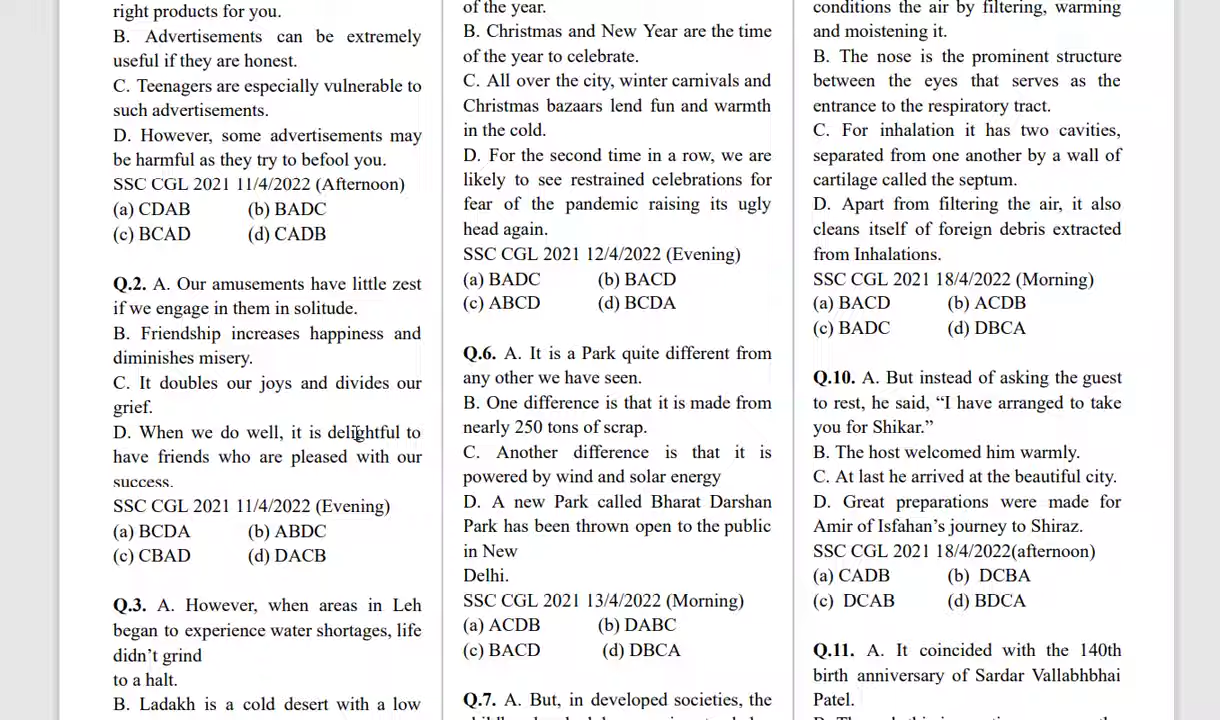 right products for you.
B. Advertisements can be extremely
useful if they are honest.
C. Teenagers are especially vulnerable to
such advertisements.
D. However, some advertisements may
be harmful as they try to befool you.
SSC CGL 2021 11/4/2022 (Afternoon)
(a) CDAB (b) BADC
(c) BCAD (d) CADB
Q.2. A. Our amusements have little zest
if we engage in them in solitude.
B. Friendship increases happiness and
diminishes misery.
C. It doubles our joys and divides our
grief.
D. When we do well, it is delightful to
have friends who are pleased with our
success.
SSC CGL 2021 11/4/2022 (Evening)
(a) BCDA (b) ABDC
(c) CBAD (d) DACB
Q.3. A. However, when areas in Leh
began to experience water shortages, life
didn't grind
to a halt.
B. Ladakh is a cold desert with a low
of the year.
B. Christmas and New Year are the time
of the year to celebrate.
C. All over the city, winter carnivals and
Christmas bazaars lend fun and warmth
in the cold.
D. For the second time in a row, we are
likely to see restrained celebrations for
fear of the pandemic raising its ugly
head again.
SSC CGL 2021 12/4/2022 (Evening)
(a) BADC (b) BACD
(c) ABCD (d) BCDA
Q.6. A. It is a Park quite different from
any other we have seen.
B. One difference is that it is made from
nearly 250 tons of scrap.
C. Another difference is that it is
powered by wind and solar energy
D. A new Park called Bharat Darshan
Park has been thrown open to the public
in New
Delhi.
SSC CGL 2021 13/4/2022 (Morning)
(a) ACDB (b) DABC
(c) BACD (d) DBCA
Q.7. A. But, in developed societies, the
conditions the air by filtering, warming
and moistening it.
B. The nose is the prominent structure
between the eyes that serves as the
entrance to the respiratory tract.
C. For inhalation it has two cavities,
separated from one another by a wall of
cartilage called the septum.
D. Apart from filtering the air, it also
cleans itself of foreign debris extracted
from Inhalations.
SSC CGL 2021 18/4/2022 (Morning)
(a) BACD (b) ACDB
(c) BADC (d) DBCA
Q.10. A. But instead of asking the guest
to rest, he said, “I have arranged to take
you for Shikar.”
B. The host welcomed him warmly.
C. At last he arrived at the beautiful city.
D. Great preparations were made for
Amir of Isfahan’s journey to Shiraz.
SSC CGL 2021 18/4/2022(afternoon)
(a) CADB (b) DCBA
(c) DCAB (d) BDCA
Q.11. A. It coincided with the 140th
birth anniversary of Sardar Vallabhbhai
Patel.